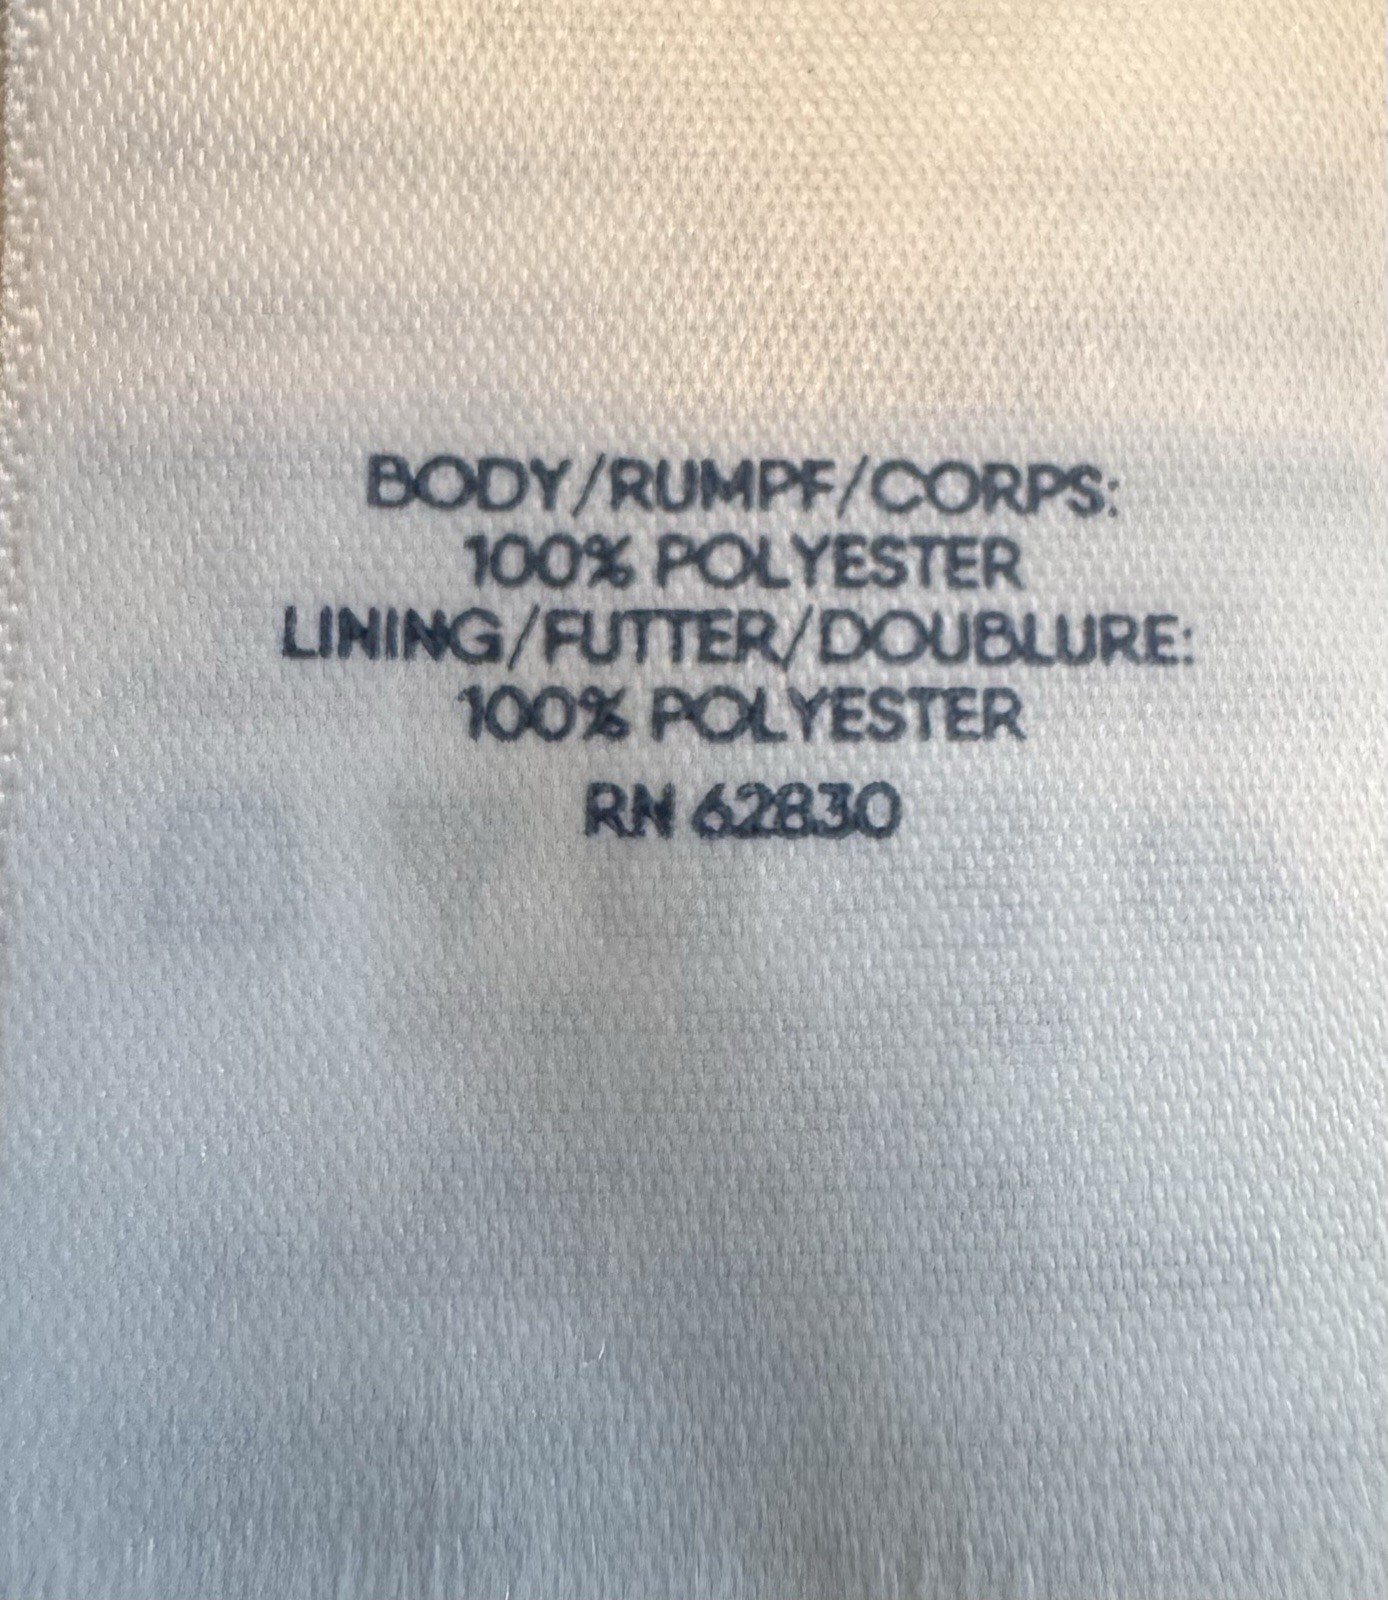 BODY/RUMPF/CORPS:
100% POLYESTER
LINING/FUTTER/DOUBLURE:
100% POLYESTER
RN 62830